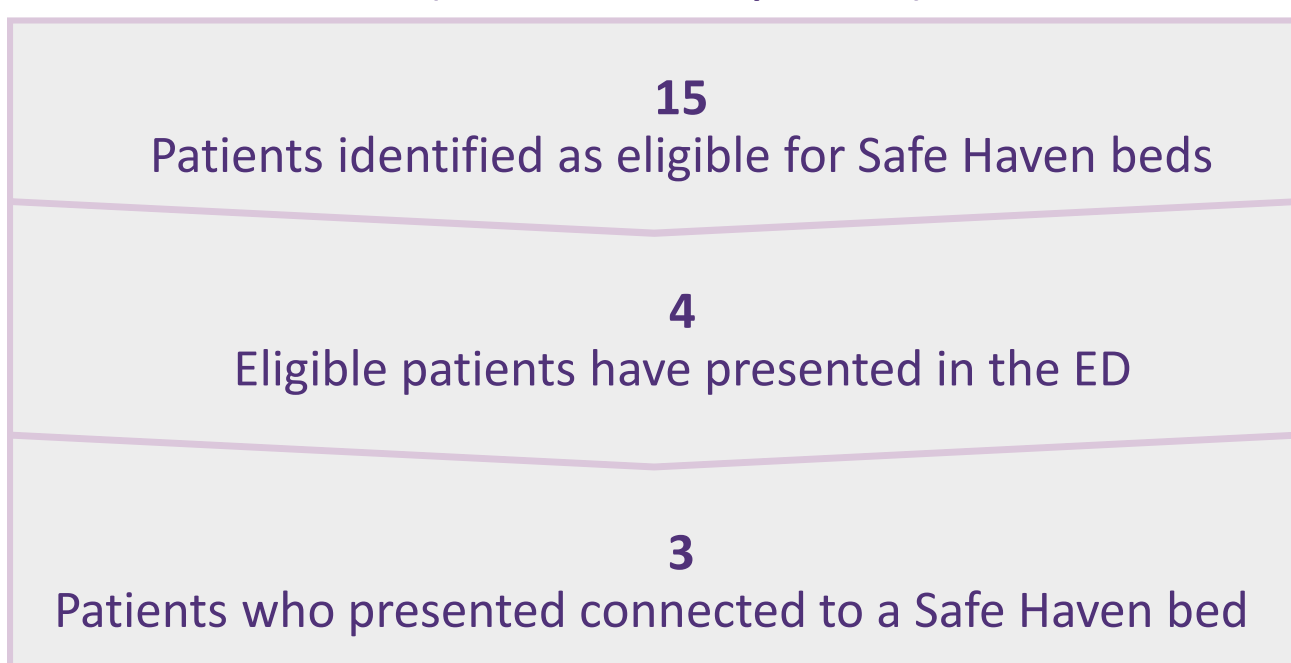 15
Patients identified as eligible for Safe Haven beds
4
Eligible patients have presented in the ED
3
Patients who presented connected to a Safe Haven bed